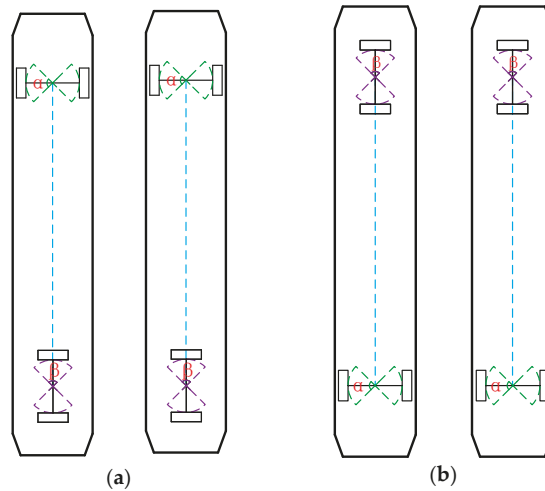 α α β β
β β α α
(a) (b)